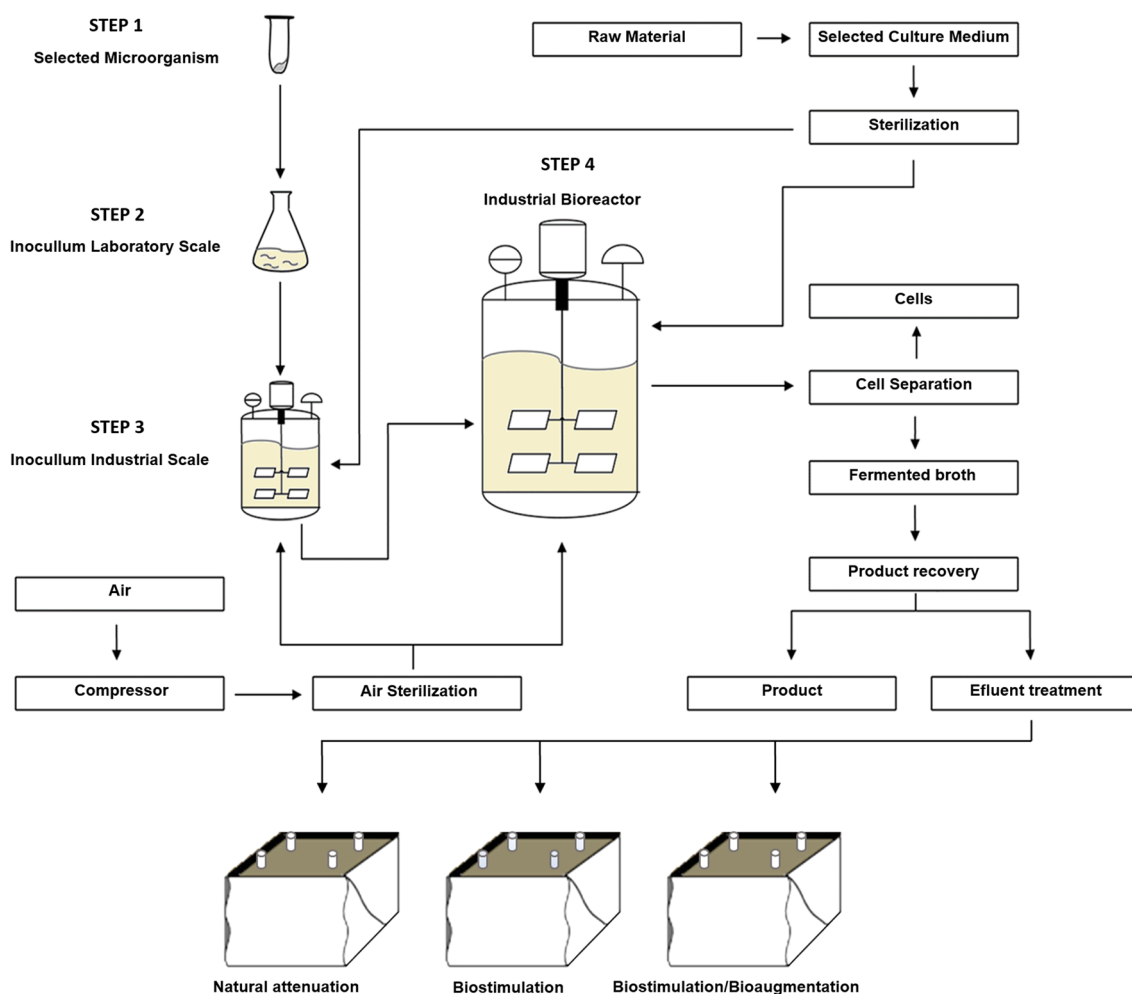 STEP 1
Selected Microorganism
Raw Material
Selected Culture Medium
Sterilization
STEP 4
Industrial Bioreactor
STEP 2
Inocullum Laboratory Scale
Cells
Cell Separation
STEP 3
Inocullum Industrial Scale
Fermented broth
Product recovery
Air
Compressor
Air Sterilization
Product
Efluent treatment
Natural attenuation
Biostimulation
Biostimulation/Bioaugmentation